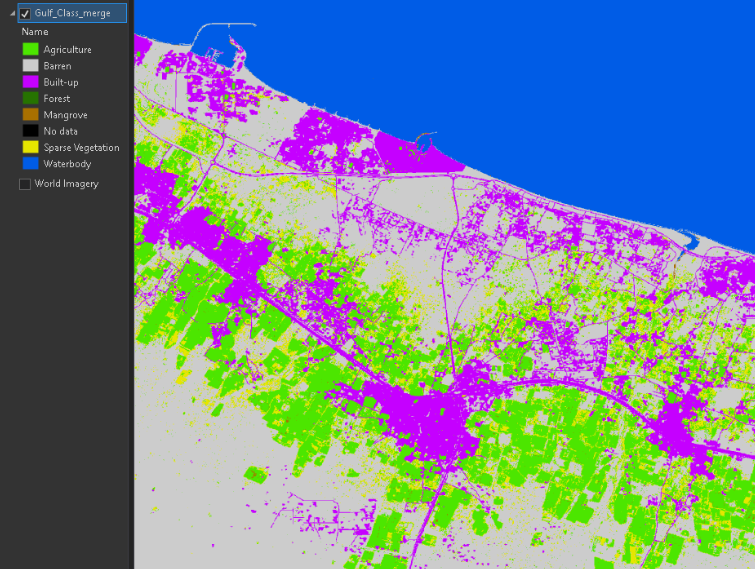 Gulf_Class_merge
Name
Agriculture
Barren
Built-up
Forest
Mangrove
No data
Sparse Vegetation
Waterbody
World Imagery